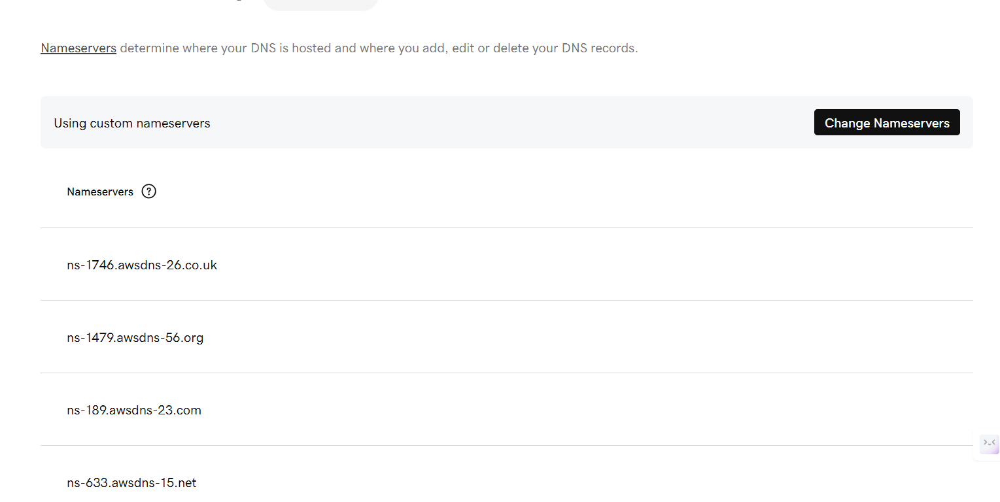 Nameservers determine where your DNS is hosted and where you add, edit or delete your DNS records.
Using custom nameservers
Change Nameservers
Nameservers ?
ns-1746.awsdns-26.co.uk
ns-1479.awsdns-56.org
ns-189.awsdns-23.com
ns-633.awsdns-15.net